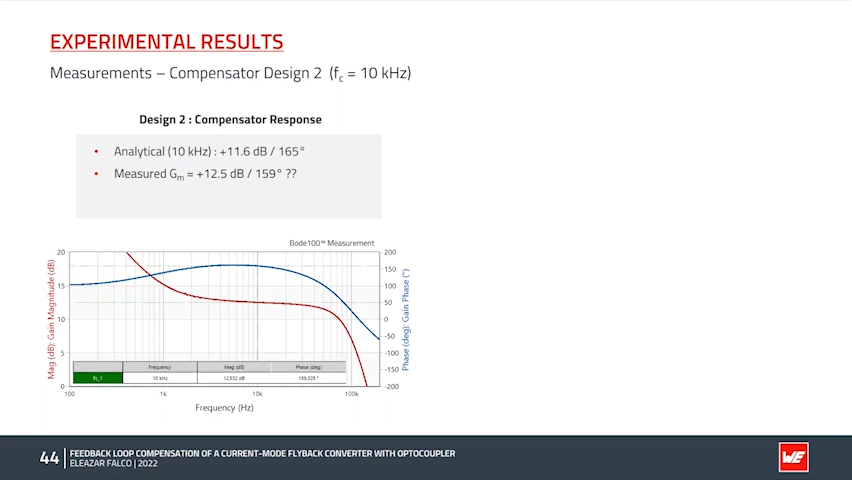 EXPERIMENTAL RESULTS
Measurements – Compensator Design 2 (fc = 10 kHz)
Design 2 : Compensator Response
• Analytical (10 kHz) : +11.6 dB / 165°
• Measured Gm = +12.5 dB / 159° ??
Bode100™ Measurement
Mag (dB): Gain Magnitude (dB)
20
15
10
5
0
200
150
100
50
0
-50
-100
-150
-200
Phase (deg): Gain Phase (°)
Frequency Mag (dB) Phase (deg)
Fc_1 10 kHz 12,532 dB 159,328 °
100 1k 10k 100k
Frequency (Hz)
44
FEEDBACK LOOP COMPENSATION OF A CURRENT-MODE FLYBACK CONVERTER WITH OPTOCOUPLER
ELEAZAR FALCO | 2022
WE